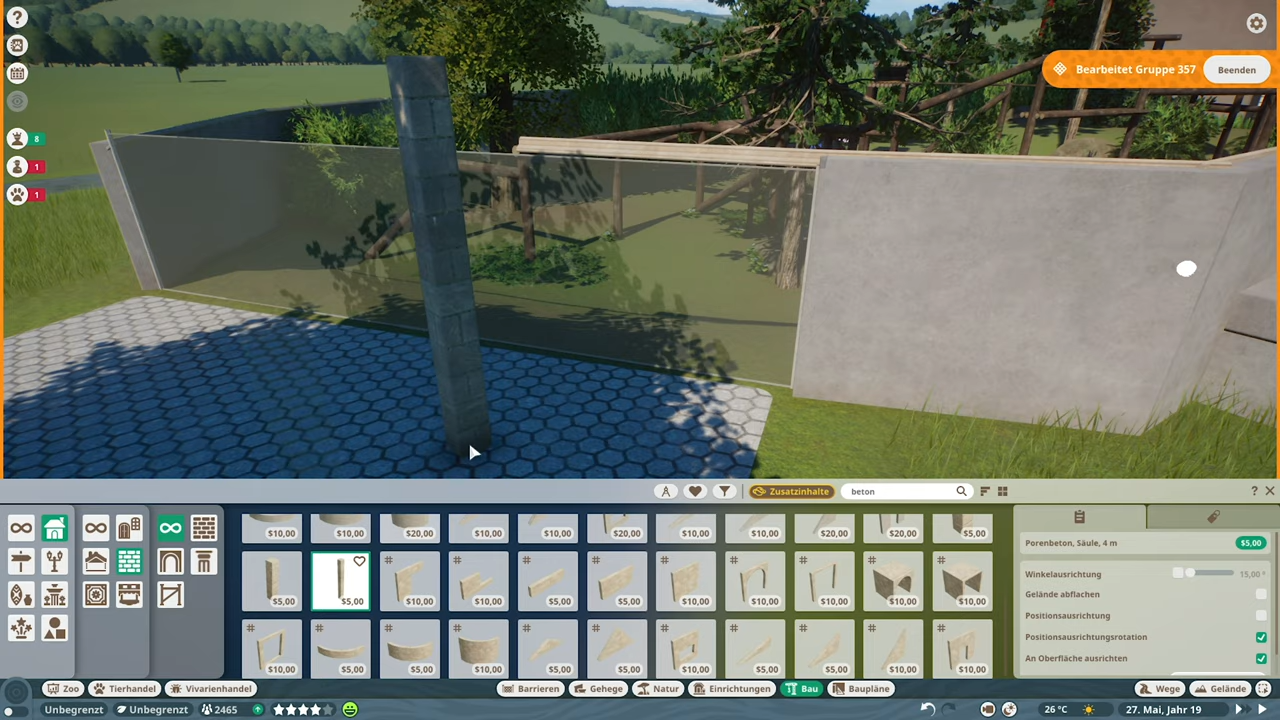 ?
Bearbeitet Gruppe 357
Beenden
8
1
1
Zusatzinhalte
beton
?
$10,00 $10,00 $20,00 $10,00 $10,00 $20,00 $10,00 $10,00 $20,00 $20,00 $5,00
$5,00 $5,00 $10,00 $10,00 $5,00 $5,00 $10,00 $10,00 $10,00 $10,00 $10,00
$10,00 $5,00 $5,00 $10,00 $5,00 $5,00 $10,00 $5,00 $5,00 $10,00 $10,00
Porenbeton, Säule, 4 m $5,00
Winkelausrichtung 15,00°
Gelände abflachen
Positionsausrichtung
Positionsausrichtungsrotation
An Oberfläche ausrichten
Zoo Tierhandel Vivarienhandel Barrieren Gehege Natur Einrichtungen Bau Baupläne Wege Gelände
Unbegrenzt Unbegrenzt 2465 26 °C 27. Mai, Jahr 19